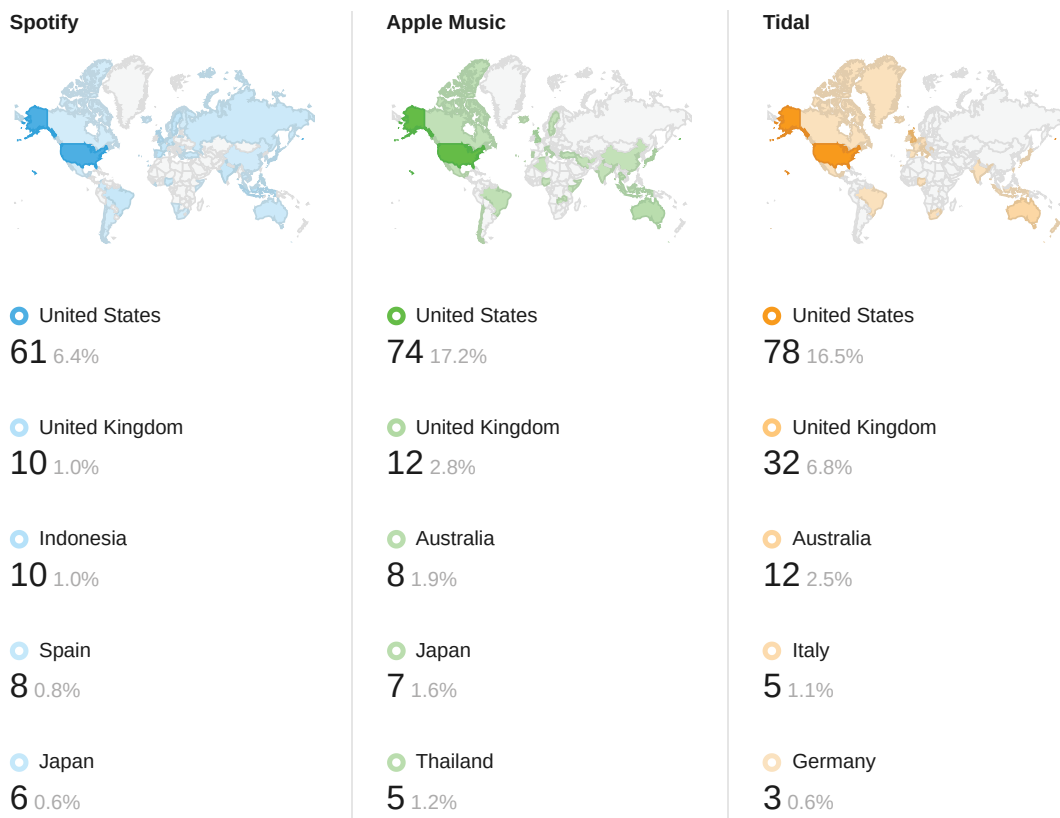 Spotify
United States
61 6.4%
United Kingdom
10 1.0%
Indonesia
10 1.0%
Spain
8 0.8%
Japan
6 0.6%
Apple Music
United States
74 17.2%
United Kingdom
12 2.8%
Australia
8 1.9%
Japan
7 1.6%
Thailand
5 1.2%
Tidal
United States
78 16.5%
United Kingdom
32 6.8%
Australia
12 2.5%
Italy
5 1.1%
Germany
3 0.6%